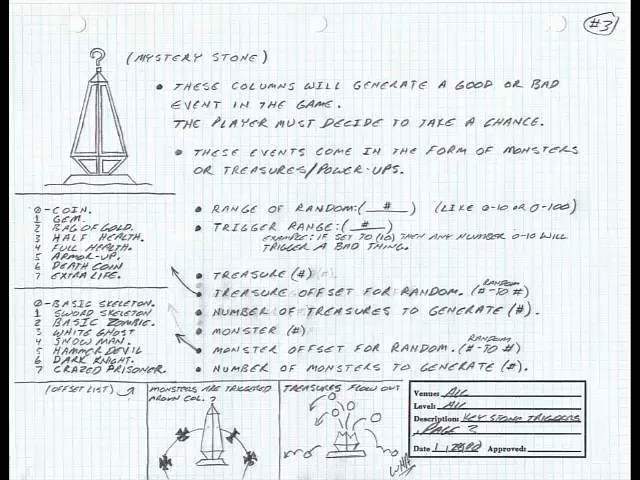 #3
?
(MYSTERY STONE)
• THESE COLUMNS WILL GENERATE A GOOD OR BAD
EVENT IN THE GAME.
THE PLAYER MUST DECIDE TO TAKE A CHANCE.
• THESE EVENTS COME IN THE FORM OF MONSTERS
OR TREASURES/POWER-UPS.
0-COIN.
1 GEM.
2 BAG OF GOLD.
3 HALF HEALTH.
4 FULL HEALTH.
5 ARMOR-UP.
6 DEATH COIN
7 EXTRA LIFE.
• RANGE OF RANDOM:( # ) (LIKE 0-10 OR 0-100)
• TRIGGER RANGE:( # )
EXAMPLE: IF SET TO (10) THEN ANY NUMBER 0-10 WILL
TRIGGER A BAD THING.
• TREASURE (#)
• TREASURE OFFSET FOR RANDOM. (#-TO #)
RANDOM
• NUMBER OF TREASURES TO GENERATE (#).
• MONSTER (#)
• MONSTER OFFSET FOR RANDOM. (#-TO #)
RANDOM
• NUMBER OF MONSTERS TO GENERATE (#).
0-BASIC SKELETON.
1 SWORD SKELETON
2 BASIC ZOMBIE.
3 WHITE GHOST
4 SNOW MAN.
5 HAMMER DEVIL
6 DARK KNIGHT.
7 CRAZED PRISONER.
(OFFSET LIST)
MONSTERS ARE TRIGGERED
AROUN COL.
TREASURES FLOW OUT
Venue: ALL
Level: ALL
Description: KEY STONE TRIGGERS
PAGE 3
Date Approved: